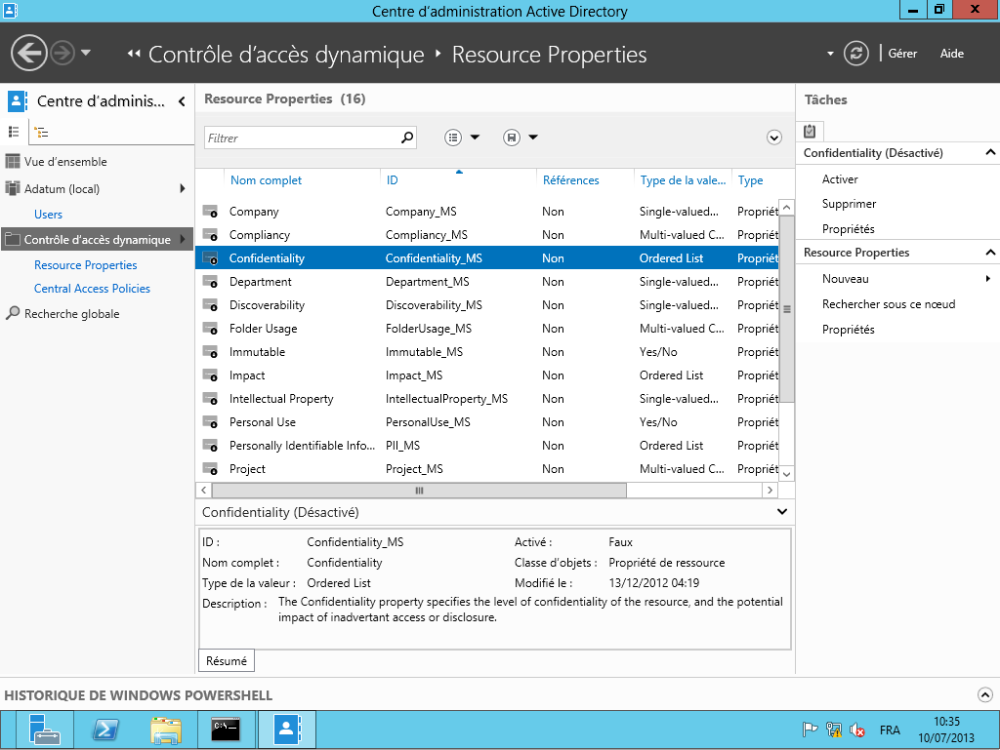 Centre d'administration Active Directory
Contrôle d'accès dynamique
Resource Properties
Gérer
Aide
Centre d'adminis...
Vue d'ensemble
Adatum (local)
Users
Contrôle d'accès dynamique
Resource Properties
Central Access Policies
Recherche globale
Resource Properties (16)
Filtrer
Nom complet ID Références Type de la vale... Type
Company Company_MS Non Single-valued... Propriét
Compliancy Compliancy_MS Non Multi-valued C... Propriét
Confidentiality Confidentiality_MS Non Ordered List Propriét
Department Department_MS Non Single-valued... Propriét
Discoverability Discoverability_MS Non Single-valued... Propriét
Folder Usage FolderUsage_MS Non Multi-valued C... Propriét
Immutable Immutable_MS Non Yes/No Propriét
Impact Impact_MS Non Ordered List Propriét
Intellectual Property IntellectualProperty_MS Non Single-valued... Propriét
Personal Use PersonalUse_MS Non Yes/No Propriét
Personally Identifiable Info... PII_MS Non Ordered List Propriét
Project Project_MS Non Multi-valued C... Propriét
Confidentiality (Désactivé)
ID : Confidentiality_MS Activé : Faux
Nom complet : Confidentiality Classe d'objets : Propriété de ressource
Type de la valeur : Ordered List Modifié le : 13/12/2012 04:19
Description : The Confidentiality property specifies the level of confidentiality of the resource, and the potential
impact of inadvertant access or disclosure.
Résumé
Tâches
Confidentiality (Désactivé)
Activer
Supprimer
Propriétés
Resource Properties
Nouveau
Rechercher sous ce nœud
Propriétés
HISTORIQUE DE WINDOWS POWERSHELL
C:\
FRA
10:35
10/07/2013